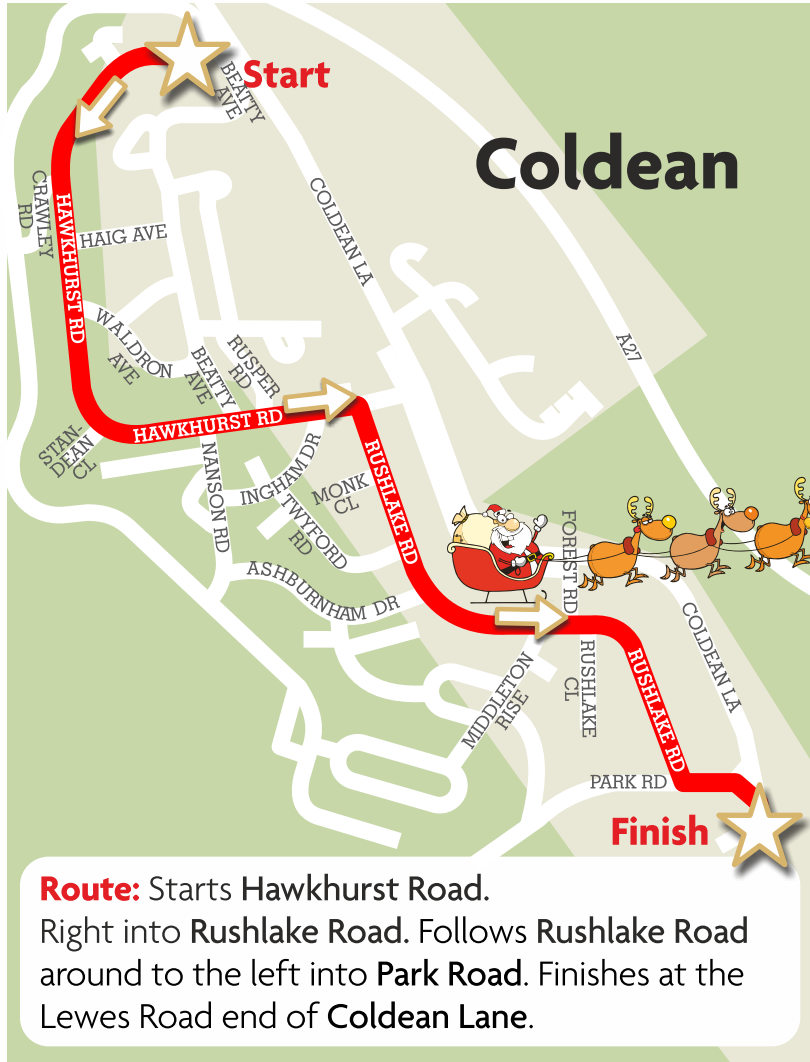 Start
BEATTY
AVE
Coldean
CRAWLEY
RD
HAWKHURST RD
HAIG AVE
COLDEAN LA
A27
WALDRON
AVE
BEATTY
AVE
RUSPER
RD
HAWKHURST RD
STAN-
DEAN
CL
NANSON RD
INGHAM DR
MONK
CL
RUSHLAKE RD
TWYFORD
RD
FOREST RD
ASHBURNHAM DR
COLDEAN LA
MIDDLETON
RISE
RUSHLAKE
CL
RUSHLAKE RD
PARK RD
Finish
Route: Starts Hawkhurst Road.
Right into Rushlake Road. Follows Rushlake Road
around to the left into Park Road. Finishes at the
Lewes Road end of Coldean Lane.